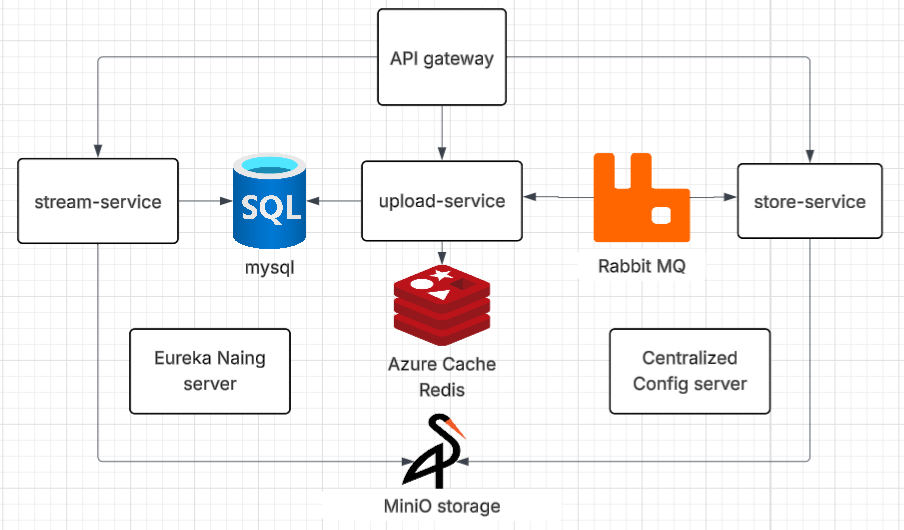 API gateway
stream-service
SQL
mysql
upload-service
Rabbit MQ
store-service
Azure Cache
Redis
Eureka Naing
server
Centralized
Config server
MiniO storage